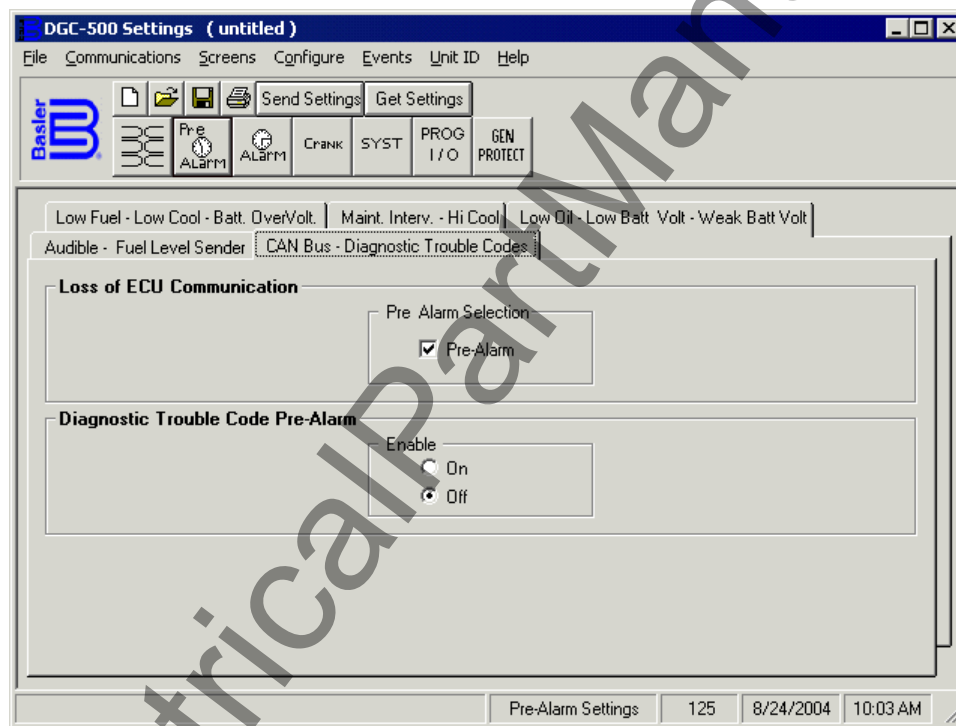 DGC-500 Settings ( untitled )
File Communications Screens Configure Events Unit ID Help
Basler
Send Settings Get Settings
Pre ALarm
ALarm
Crank
SYST
PROG I/O
GEN PROTECT
Low Fuel - Low Cool - Batt. OverVolt. Maint. Interv. - Hi Cool Low Oil - Low Batt Volt - Weak Batt Volt
Audible - Fuel Level Sender CAN Bus - Diagnostic Trouble Codes
Loss of ECU Communication
Pre Alarm Selection
Pre-Alarm
Diagnostic Trouble Code Pre-Alarm
Enable
On
Off
Pre-Alarm Settings 125 8/24/2004 10:03 AM
tricalPartManu